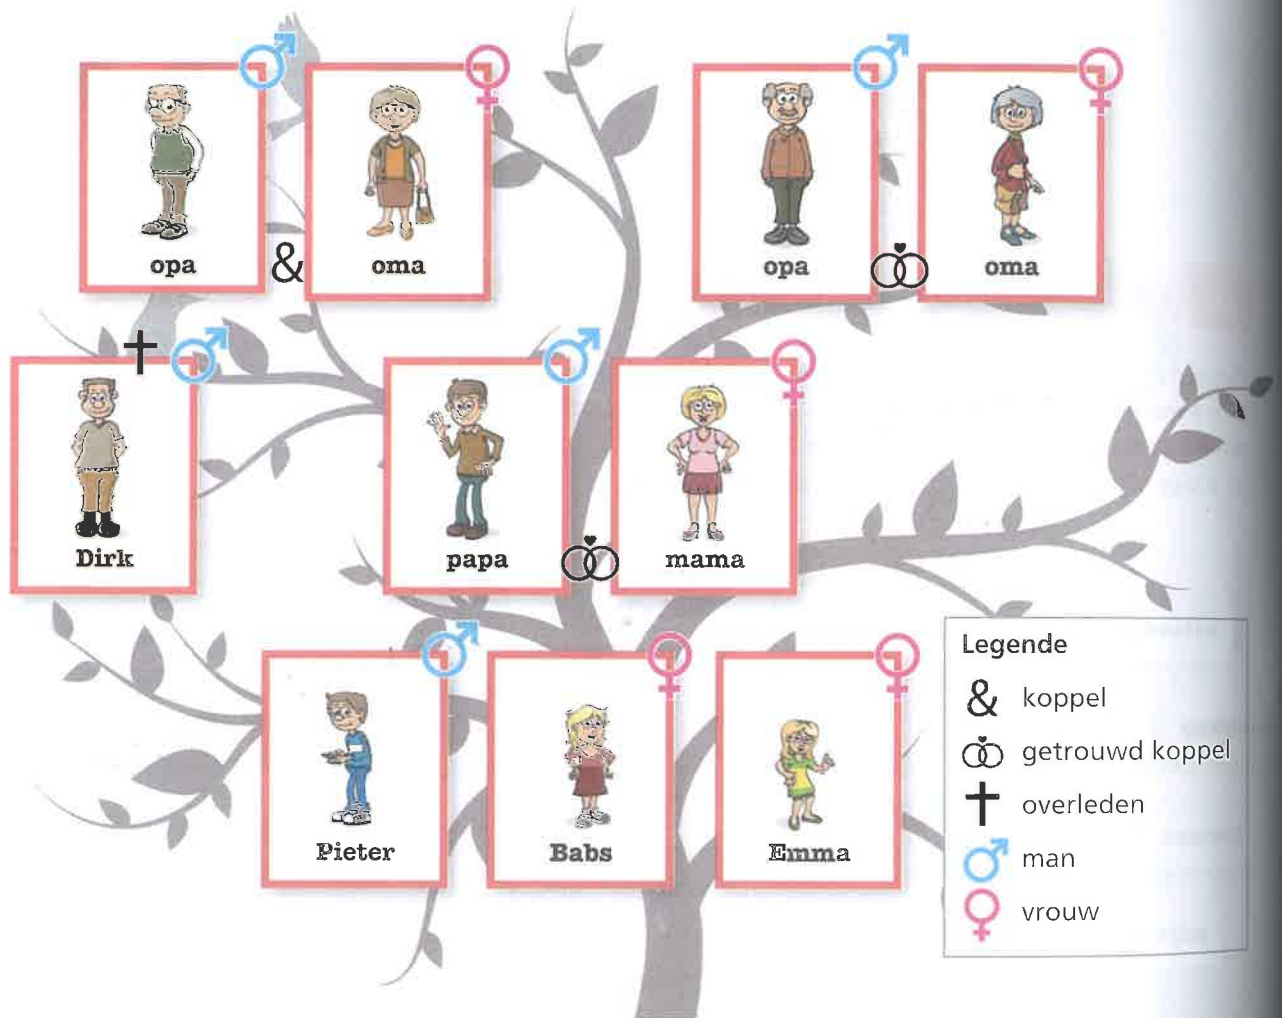 opa
&
oma
opa
oma
Dirk
papa
mama
Pieter
Babs
Emma
Legende
& koppel
getrouwd koppel
overleden
man
vrouw